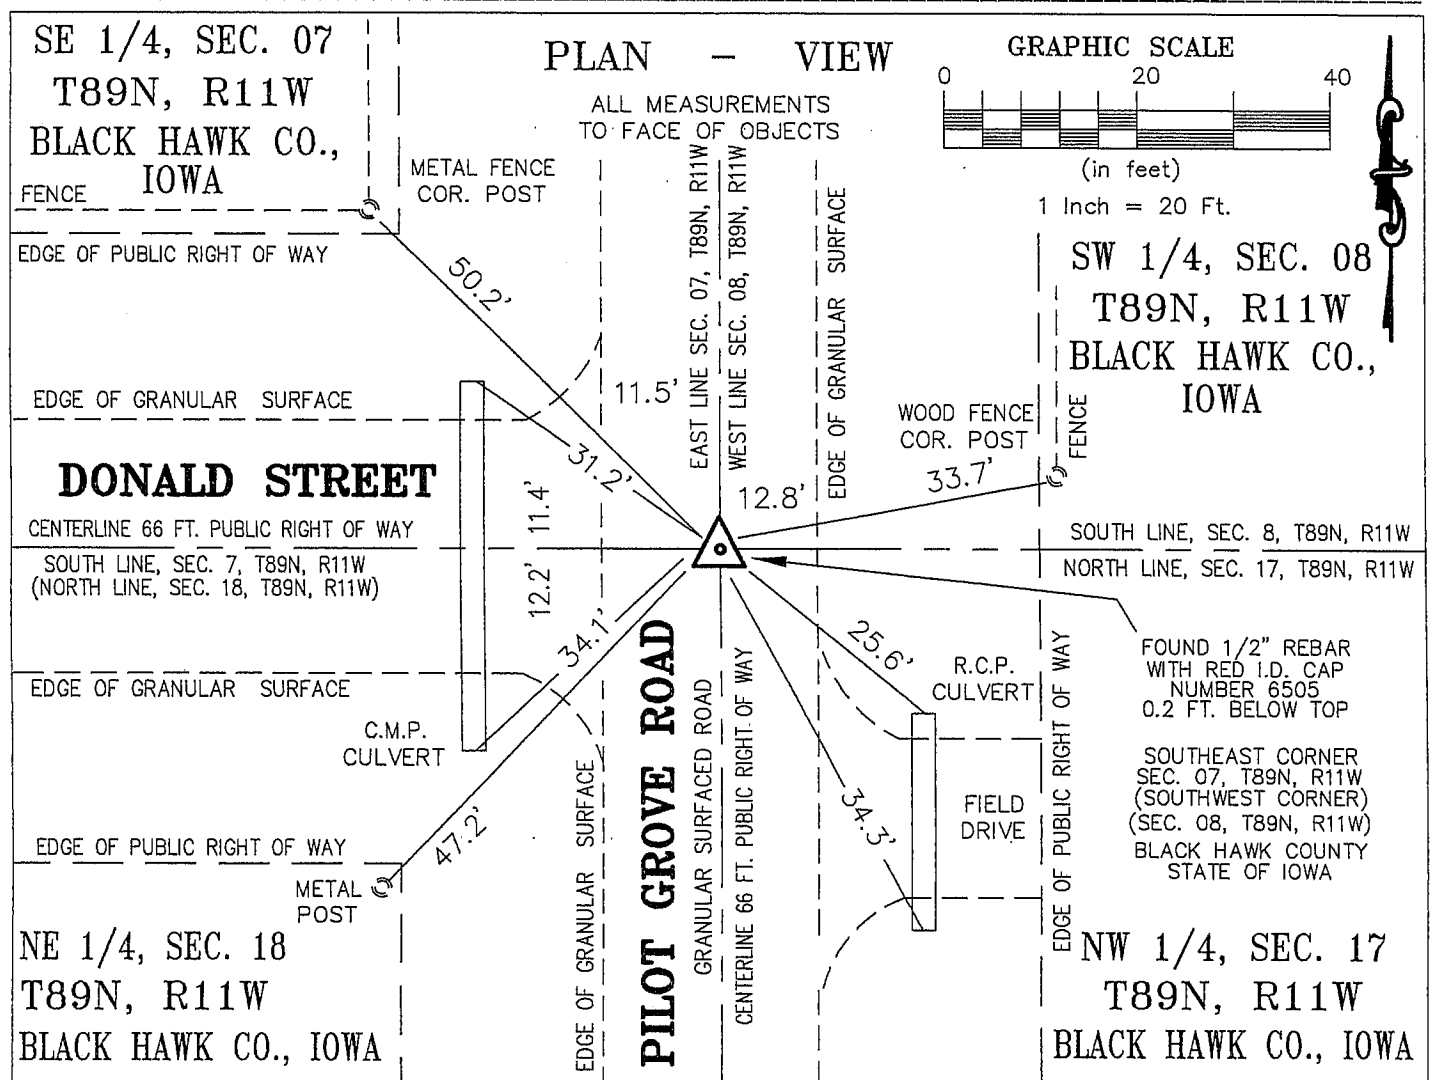 SE 1/4, SEC. 07
T89N, R11W
BLACK HAWK CO.,
IOWA
PLAN - VIEW
ALL MEASUREMENTS
TO FACE OF OBJECTS
GRAPHIC SCALE
0 20 40
(in feet)
1 Inch = 20 Ft.
FENCE
EDGE OF PUBLIC RIGHT OF WAY
METAL FENCE
COR. POST
50.2'
EAST LINE SEC. 07, T89N, R11W
WEST LINE SEC. 08, T89N, R11W
EDGE OF GRANULAR SURFACE
SW 1/4, SEC. 08
T89N, R11W
BLACK HAWK CO.,
IOWA
EDGE OF GRANULAR SURFACE
11.5'
WOOD FENCE
COR. POST
FENCE
33.7'
DONALD STREET
31.2'
11.4'
12.8'
CENTERLINE 66 FT. PUBLIC RIGHT OF WAY
SOUTH LINE, SEC. 7, T89N, R11W
(NORTH LINE, SEC. 18, T89N, R11W)
12.2'
SOUTH LINE, SEC. 8, T89N, R11W
NORTH LINE, SEC. 17, T89N, R11W
34.1'
25.6'
EDGE OF GRANULAR SURFACE
C.M.P.
CULVERT
R.C.P.
CULVERT
FOUND 1/2" REBAR
WITH RED I.D. CAP
NUMBER 6505
0.2 FT. BELOW TOP
SOUTHEAST CORNER
SEC. 07, T89N, R11W
(SOUTHWEST CORNER)
(SEC. 08, T89N, R11W)
BLACK HAWK COUNTY
STATE OF IOWA
EDGE OF PUBLIC RIGHT OF WAY
47.2'
METAL
POST
EDGE OF GRANULAR SURFACE
PILOT GROVE ROAD
GRANULAR SURFACED ROAD
CENTERLINE 66 FT. PUBLIC RIGHT OF WAY
34.3'
FIELD
DRIVE
EDGE OF PUBLIC RIGHT OF WAY
NE 1/4, SEC. 18
T89N, R11W
BLACK HAWK CO., IOWA
NW 1/4, SEC. 17
T89N, R11W
BLACK HAWK CO., IOWA